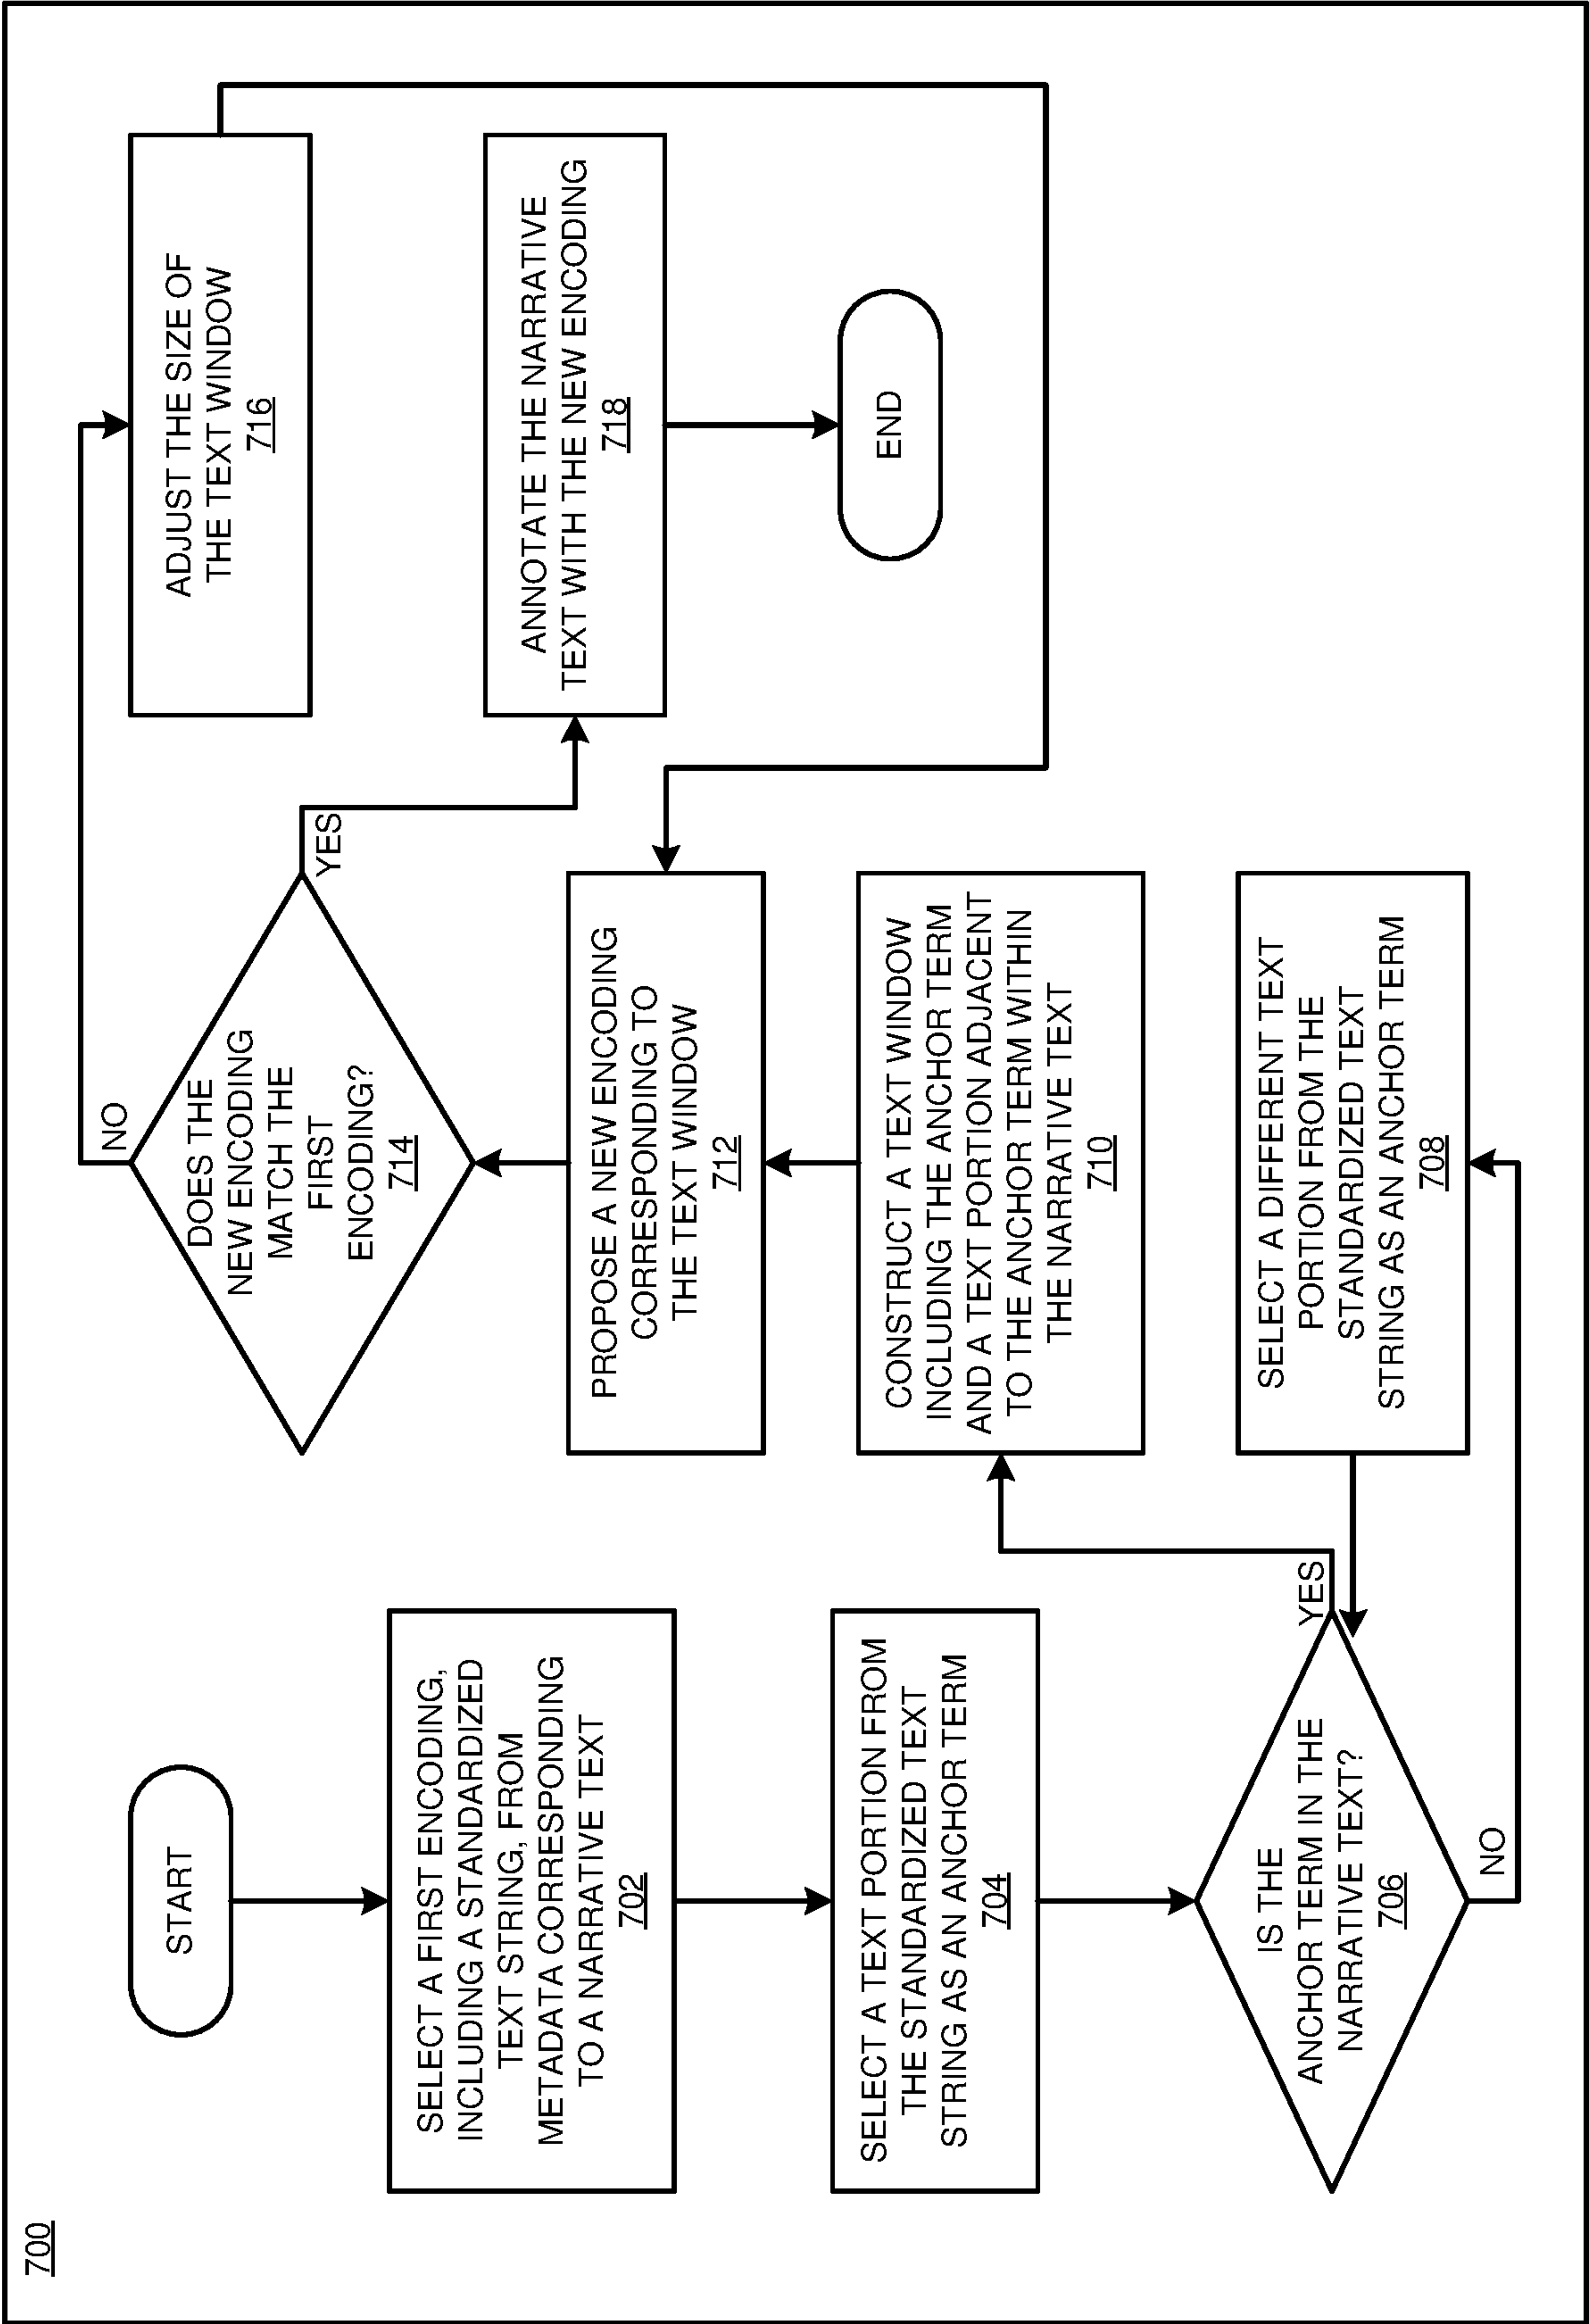 700
START
SELECT A FIRST ENCODING,
INCLUDING A STANDARDIZED
TEXT STRING, FROM
METADATA CORRESPONDING
TO A NARRATIVE TEXT
702
SELECT A TEXT PORTION FROM
THE STANDARDIZED TEXT
STRING AS AN ANCHOR TERM
704
IS THE
ANCHOR TERM IN THE
NARRATIVE TEXT?
706
YES
NO
SELECT A DIFFERENT TEXT
PORTION FROM THE
STANDARDIZED TEXT
STRING AS AN ANCHOR TERM
708
CONSTRUCT A TEXT WINDOW
INCLUDING THE ANCHOR TERM
AND A TEXT PORTION ADJACENT
TO THE ANCHOR TERM WITHIN
THE NARRATIVE TEXT
710
PROPOSE A NEW ENCODING
CORRESPONDING TO
THE TEXT WINDOW
712
DOES THE
NEW ENCODING
MATCH THE
FIRST
ENCODING?
714
NO
YES
ADJUST THE SIZE OF
THE TEXT WINDOW
716
ANNOTATE THE NARRATIVE
TEXT WITH THE NEW ENCODING
718
END